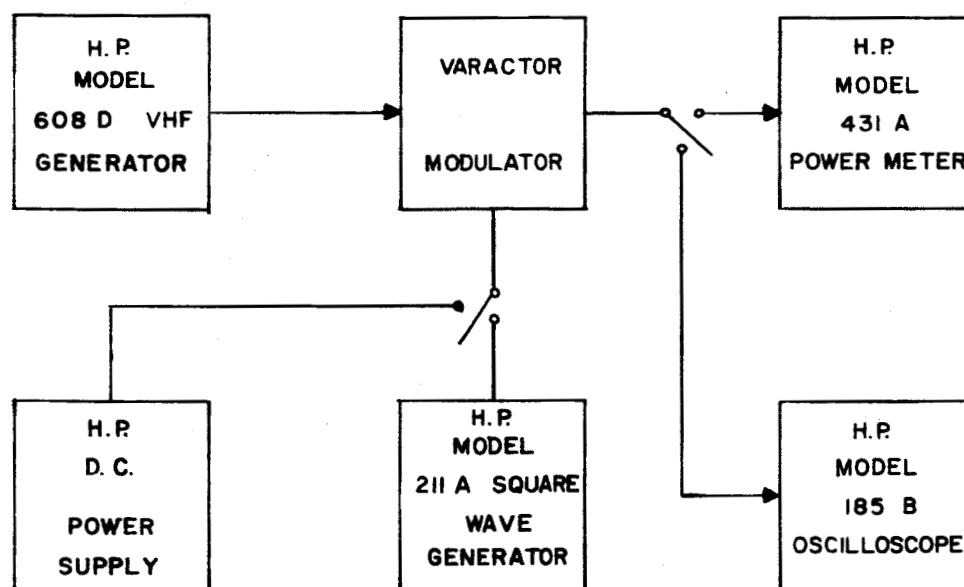 H.P.
MODEL
608 D VHF
GENERATOR
VARACTOR
MODULATOR
H.P.
MODEL
431 A
POWER METER
H.P.
D.C.
POWER
SUPPLY
H.P.
MODEL
211 A SQUARE
WAVE
GENERATOR
H.P.
MODEL
185 B
OSCILLOSCOPE